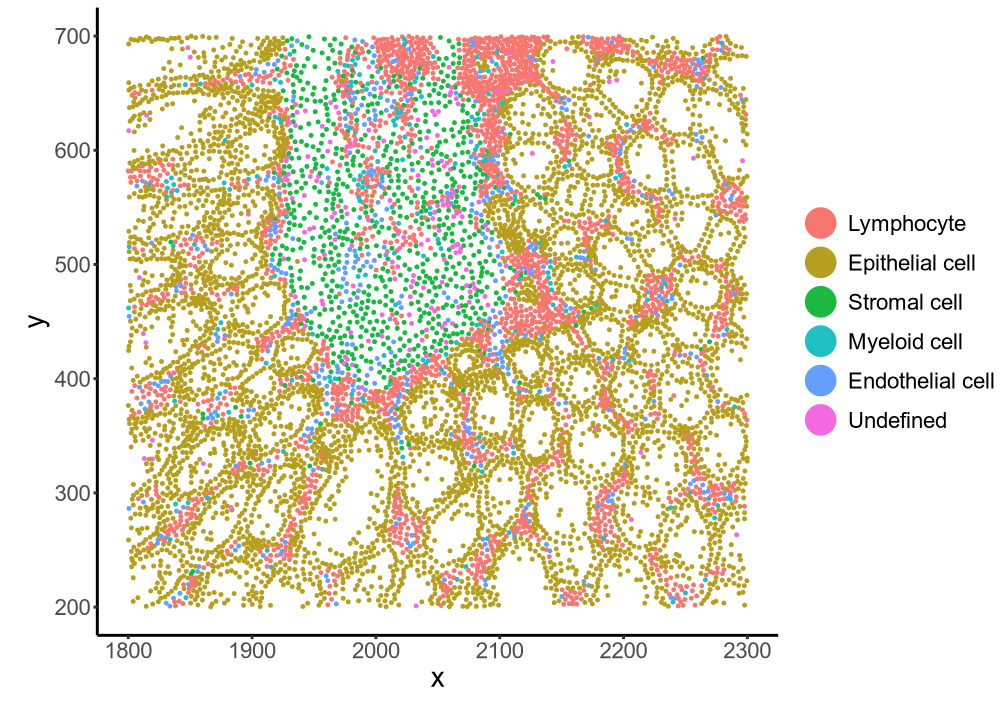 700
600
500
400
300
200
y
1800 1900 2000 2100 2200 2300
x
Lymphocyte
Epithelial cell
Stromal cell
Myeloid cell
Endothelial cell
Undefined